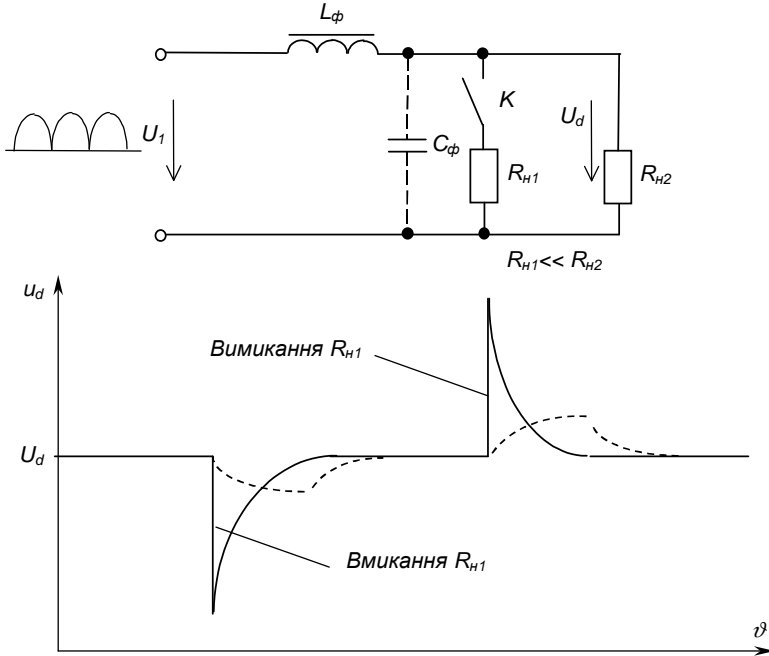 Lф
K
U1
Cф
Ud
Rн1
Rн2
Rн1<< Rн2
ud
Вимикання Rн1
Ud
Вмикання Rн1
ϑ